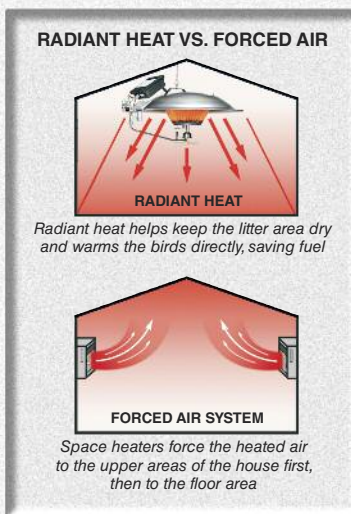 RADIANT HEAT VS. FORCED AIR
RADIANT HEAT
Radiant heat helps keep the litter area dry
and warms the birds directly, saving fuel
FORCED AIR SYSTEM
Space heaters force the heated air
to the upper areas of the house first,
then to the floor area